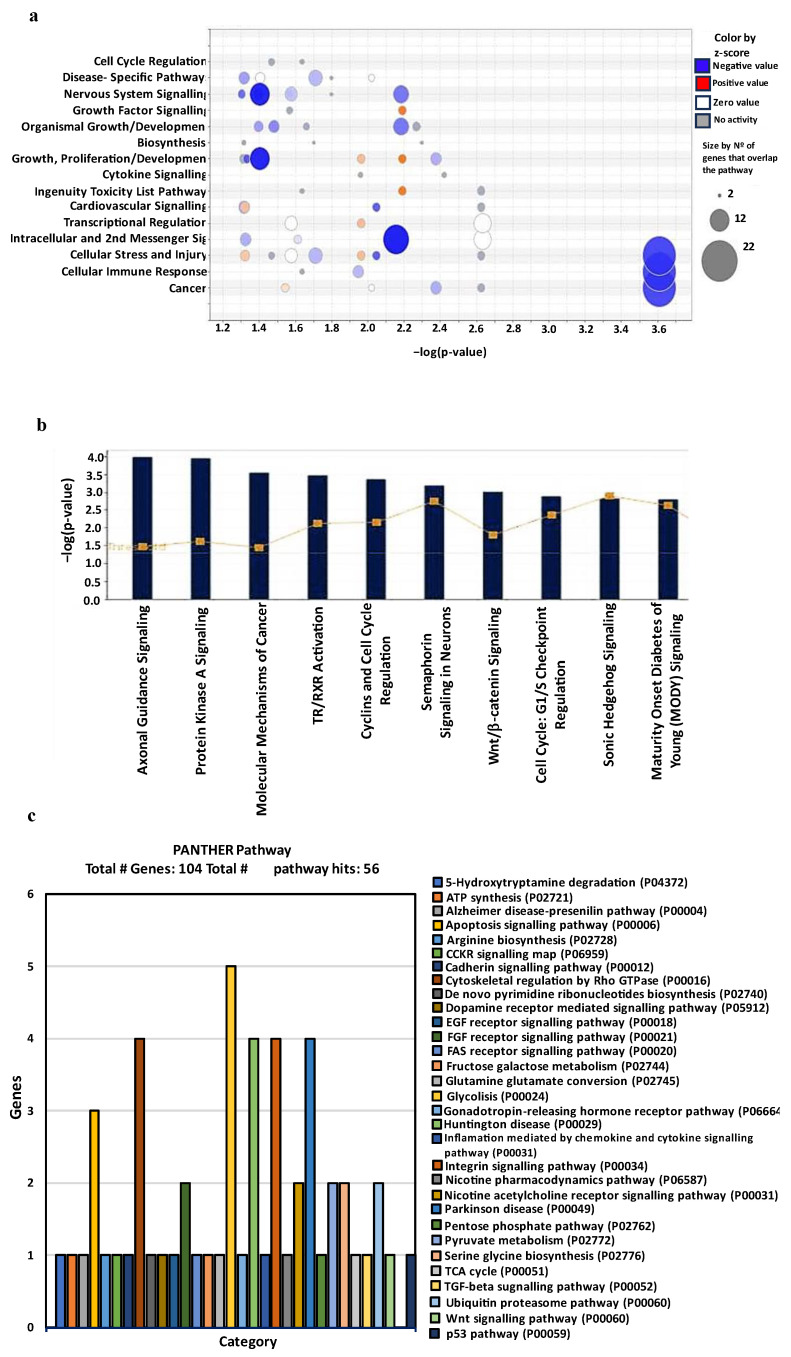 a
Color by
z-score
Negative value
Positive value
Zero value
No activity
Size by Nº of
genes that overlap
the pathway
2
12
22
Cell Cycle Regulation
Disease- Specific Pathway
Nervous System Signallin
Growth Factor Signalling
Organismal Growth/Developmen
Biosynthesis
Growth, Proliferation/Developmen
Cytokine Signalling
Ingenuity Toxicity List Pathway
Cardiovascular Signalling
Transcriptional Regulation
Intracellular and 2nd Messenger Sig
Cellular Stress and Injury
Cellular Immune Response
Cancer
1.2 1.4 1.6 1.8 2.0 2.2 2.4 2.6 2.8 3.0 3.2 3.4 3.6
−log(p-value)
b
−log(p-value)
4.0
3.5
3.0
2.5
2.0
1.5
1.0
0.5
0.0
Axonal Guidance Signaling
Protein Kinase A Signaling
Molecular Mechanisms of Cancer
TR/RXR Activation
Cyclins and Cell Cycle
Regulation
Semaphorin
Signaling in Neurons
Wnt/β-catenin Signaling
Cell Cycle: G1/S Checkpoint
Regulation
Sonic Hedgehog Signaling
Maturity Onset Diabetes of
Young (MODY) Signaling
c
PANTHER Pathway
Total # Genes: 104 Total # pathway hits: 56
Genes
6
5
4
3
2
1
0
Category
5-Hydroxytryptamine degradation (P04372)
ATP synthesis (P02721)
Alzheimer disease-presenilin pathway (P00004)
Apoptosis signalling pathway (P00006)
Arginine biosynthesis (P02728)
CCKR signalling map (P06959)
Cadherin signalling pathway (P00012)
Cytoskeletal regulation by Rho GTPase (P00016)
De novo pyrimidine ribonucleotides biosynthesis (P02740)
Dopamine receptor mediated signalling pathway (P05912)
EGF receptor signalling pathway (P00018)
FGF receptor signalling pathway (P00021)
FAS receptor signalling pathway (P00020)
Fructose galactose metabolism (P02744)
Glutamine glutamate conversion (P02745)
Glycolisis (P00024)
Gonadotropin-releasing hormone receptor pathway (P06664
Huntington disease (P00029)
Inflamation mediated by chemokine and cytokine signalling
pathway (P00031)
Integrin signalling pathway (P00034)
Nicotine pharmacodynamics pathway (P06587)
Nicotine acetylcholine receptor signalling pathway (P00031)
Parkinson disease (P00049)
Pentose phosphate pathway (P02762)
Pyruvate metabolism (P02772)
Serine glycine biosynthesis (P02776)
TCA cycle (P00051)
TGF-beta sugnalling pathway (P00052)
Ubiquitin proteasome pathway (P00060)
Wnt signalling pathway (P00060)
p53 pathway (P00059)